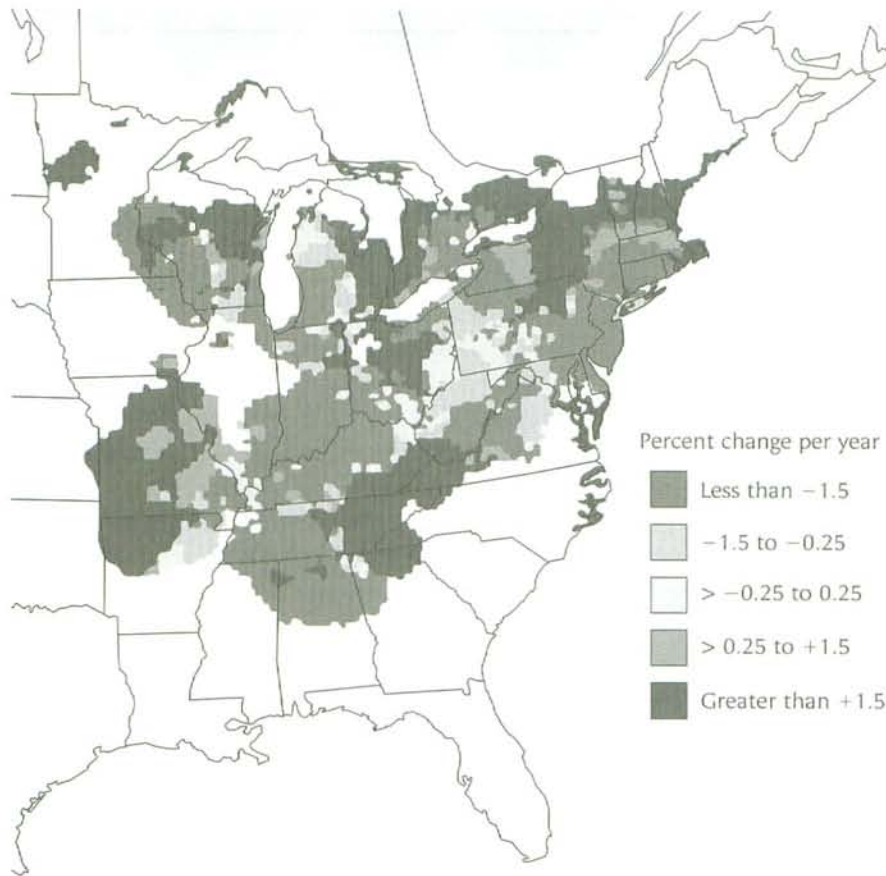 Percent change per year
Less than −1.5
−1.5 to −0.25
> −0.25 to 0.25
> 0.25 to +1.5
Greater than +1.5